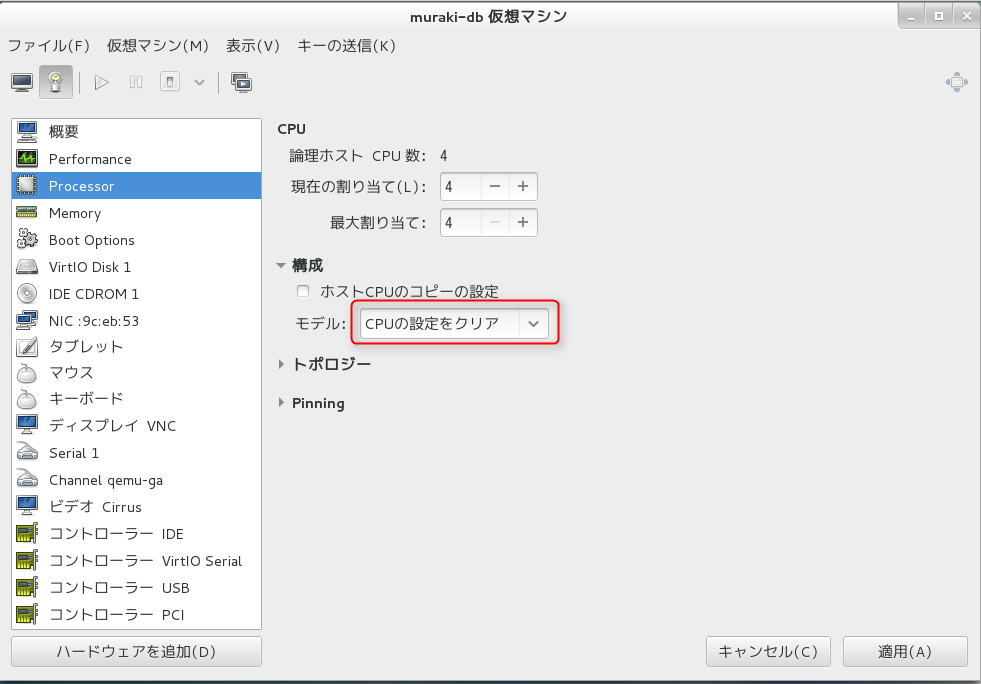 muraki-db 仮想マシン
ファイル(F) 仮想マシン(M) 表示(V) キーの送信(K)
概要
Performance
Processor
Memory
Boot Options
VirtIO Disk 1
IDE CDROM 1
NIC :9c:eb:53
タブレット
マウス
キーボード
ディスプレイ VNC
Serial 1
Channel qemu-ga
ビデオ Cirrus
コントローラー IDE
コントローラー VirtIO Serial
コントローラー USB
コントローラー PCI
ハードウェアを追加(D)
CPU
論理ホスト CPU 数: 4
現在の割り当て(L): 4
最大割り当て: 4
構成
ホストCPUのコピーの設定
モデル: CPUの設定をクリア
トポロジー
Pinning
キャンセル(C) 適用(A)